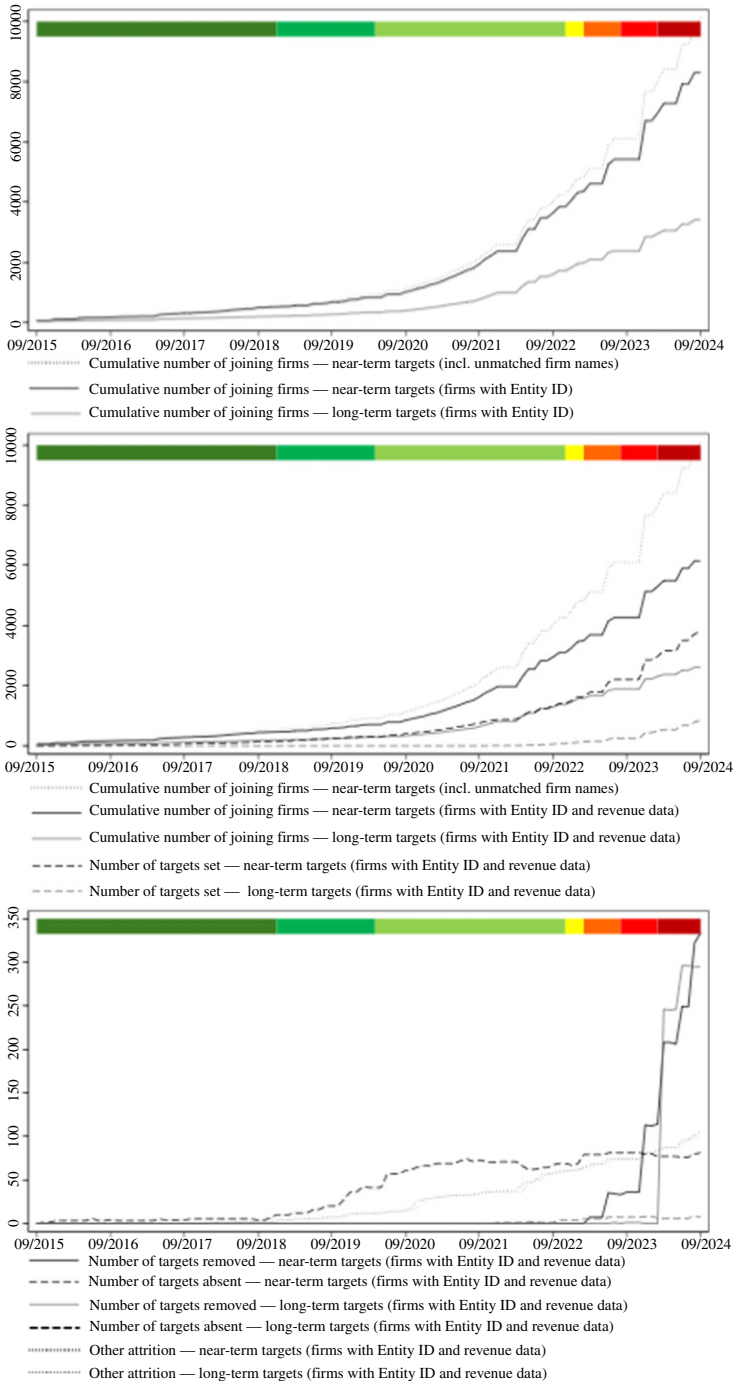 10000
8000
6000
4000
2000
0
09/2015 09/2016 09/2017 09/2018 09/2019 09/2020 09/2021 09/2022 09/2023 09/2024
Cumulative number of joining firms — near-term targets (incl. unmatched firm names)
Cumulative number of joining firms — near-term targets (firms with Entity ID)
Cumulative number of joining firms — long-term targets (firms with Entity ID)
10000
8000
6000
4000
2000
0
09/2015 09/2016 09/2017 09/2018 09/2019 09/2020 09/2021 09/2022 09/2023 09/2024
Cumulative number of joining firms — near-term targets (incl. unmatched firm names)
Cumulative number of joining firms — near-term targets (firms with Entity ID and revenue data)
Cumulative number of joining firms — long-term targets (firms with Entity ID and revenue data)
Number of targets set — near-term targets (firms with Entity ID and revenue data)
Number of targets set — long-term targets (firms with Entity ID and revenue data)
350
300
250
200
150
100
50
0
09/2015 09/2016 09/2017 09/2018 09/2019 09/2020 09/2021 09/2022 09/2023 09/2024
Number of targets removed — near-term targets (firms with Entity ID and revenue data)
Number of targets absent — near-term targets (firms with Entity ID and revenue data)
Number of targets removed — long-term targets (firms with Entity ID and revenue data)
Number of targets absent — long-term targets (firms with Entity ID and revenue data)
Other attrition — near-term targets (firms with Entity ID and revenue data)
Other attrition — long-term targets (firms with Entity ID and revenue data)